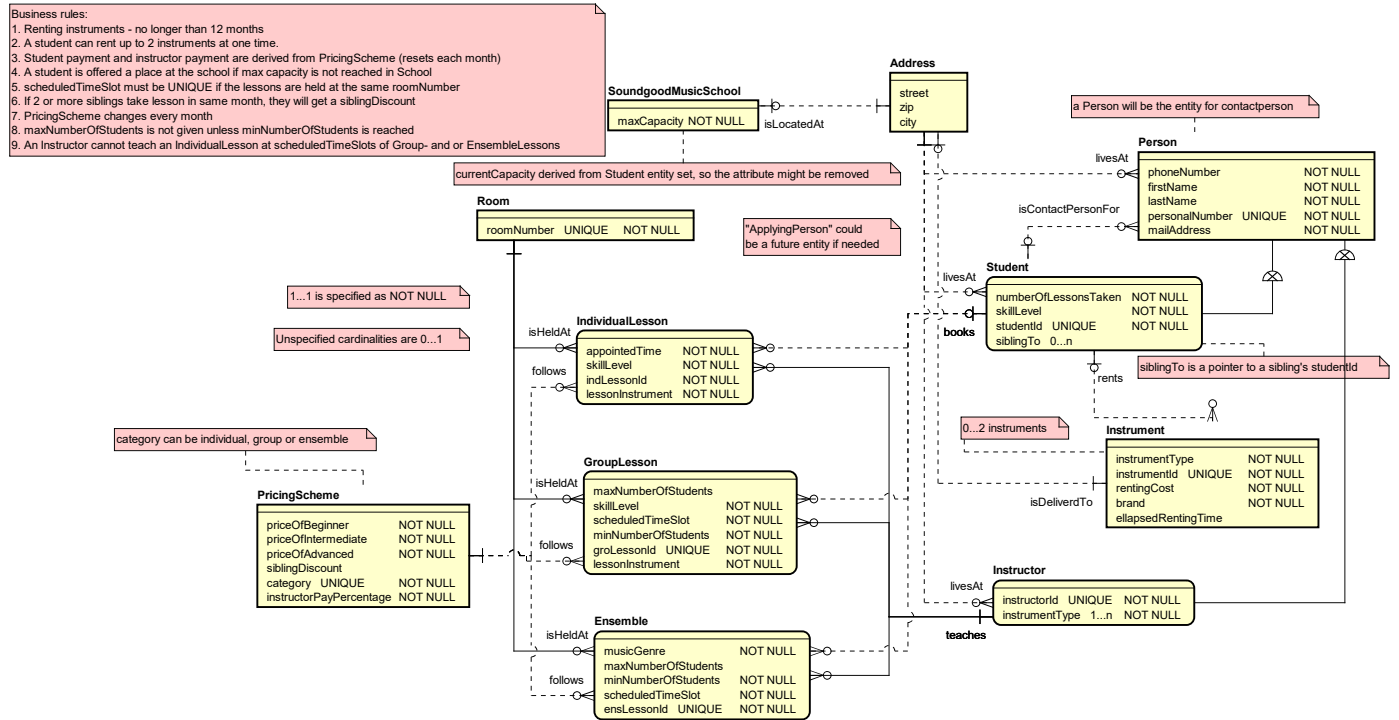 Business rules:
1. Renting instruments - no longer than 12 months
2. A student can rent up to 2 instruments at one time.
3. Student payment and instructor payment are derived from PricingScheme (resets each month)
4. A student is offered a place at the school if max capacity is not reached in School
5. scheduledTimeSlot must be UNIQUE if the lessons are held at the same roomNumber
6. If 2 or more siblings take lesson in same month, they will get a siblingDiscount
7. PricingScheme changes every month
8. maxNumberOfStudents is not given unless minNumberOfStudents is reached
9. An Instructor cannot teach an IndividualLesson at scheduledTimeSlots of Group- and or EnsembleLessons
SoundgoodMusicSchool
maxCapacity NOT NULL
isLocatedAt
Address
street
zip
city
a Person will be the entity for contactperson
Person
phoneNumber NOT NULL
firstName NOT NULL
lastName NOT NULL
personalNumber UNIQUE NOT NULL
mailAddress NOT NULL
livesAt
isContactPersonFor
currentCapacity derived from Student entity set, so the attribute might be removed
Room
roomNumber UNIQUE NOT NULL
"ApplyingPerson" could
be a future entity if needed
Student
numberOfLessonsTaken NOT NULL
skillLevel NOT NULL
studentId UNIQUE NOT NULL
siblingTo 0...n
livesAt
books
1...1 is specified as NOT NULL
Unspecified cardinalities are 0...1
IndividualLesson
appointedTime NOT NULL
skillLevel NOT NULL
indLessonId NOT NULL
lessonInstrument NOT NULL
isHeldAt
follows
siblingTo is a pointer to a sibling's studentId
rents
0...2 instruments
Instrument
instrumentType NOT NULL
instrumentId UNIQUE NOT NULL
rentingCost NOT NULL
brand NOT NULL
ellapsedRentingTime
isDeliverdTo
category can be individual, group or ensemble
GroupLesson
maxNumberOfStudents
skillLevel NOT NULL
scheduledTimeSlot NOT NULL
minNumberOfStudents NOT NULL
groLessonId UNIQUE NOT NULL
lessonInstrument NOT NULL
isHeldAt
follows
PricingScheme
priceOfBeginner NOT NULL
priceOfIntermediate NOT NULL
priceOfAdvanced NOT NULL
siblingDiscount
category UNIQUE NOT NULL
instructorPayPercentage NOT NULL
Instructor
instructorId UNIQUE NOT NULL
instrumentType 1...n NOT NULL
livesAt
teaches
Ensemble
musicGenre NOT NULL
maxNumberOfStudents
minNumberOfStudents NOT NULL
scheduledTimeSlot NOT NULL
ensLessonId UNIQUE NOT NULL
isHeldAt
follows